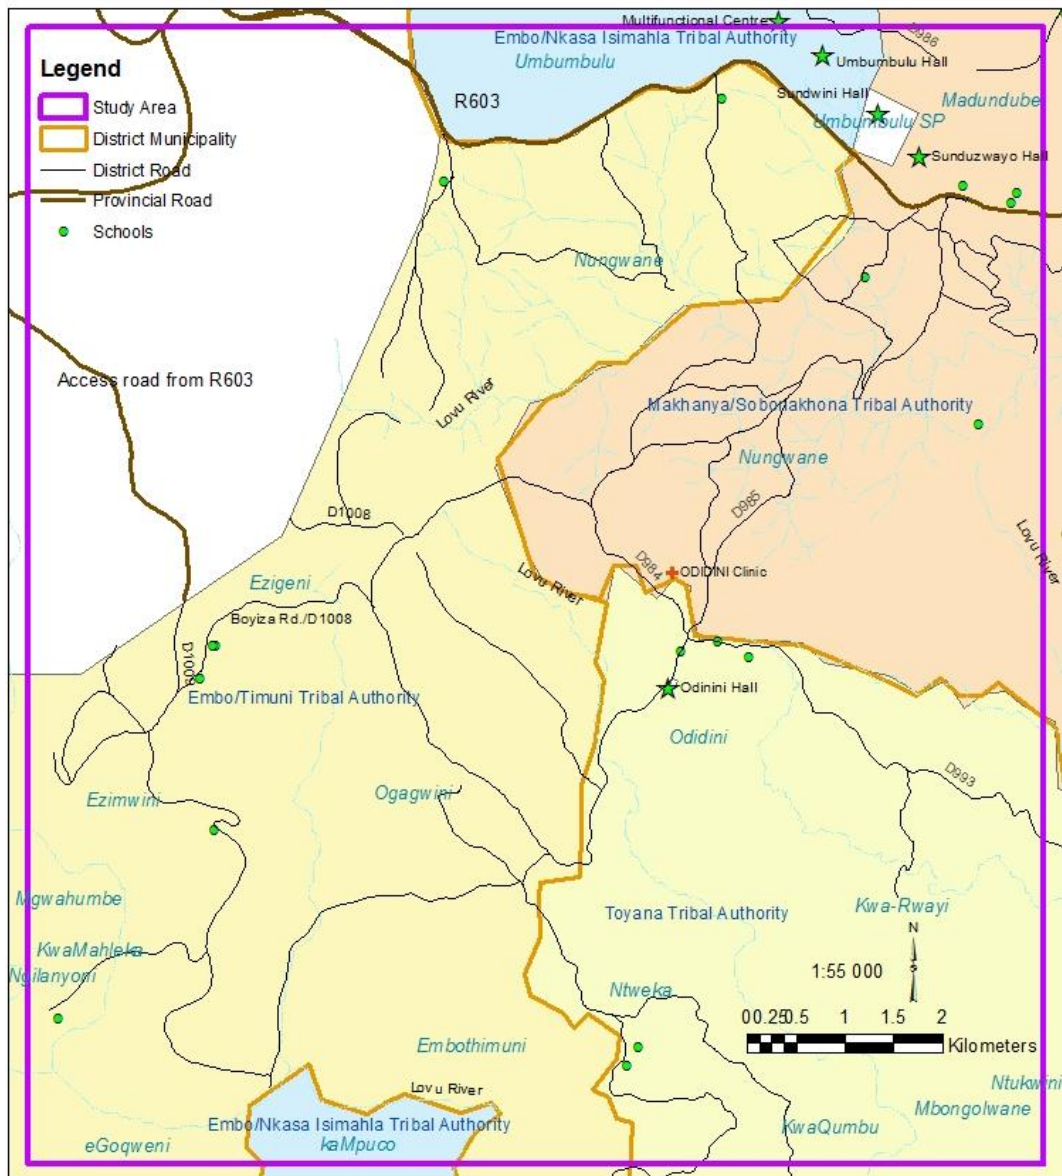 Multifunctional Centre
D986
Embo/Nkasa Isimahla Tribal Authority
Umbumbulu
Umbumbulu Hall
Legend
Study Area
District Municipality
District Road
Provincial Road
Schools
R603
Sundwini Hall
Madundube
Umbumbulu SP
Sunduzwayo Hall
Nungwane
Access road from R603
Lovu River
Makhanya/Sobonakhona Tribal Authority
Nungwane
D985
D1008
Lovu River
D984
ODIDINI Clinic
Ezigeni
Lovu River
Boyiza Rd./D1008
D1009
Embo/Timuni Tribal Authority
Odinini Hall
Odidini
D993
Ezimwini
Ogagwini
Mgwahumbe
Toyana Tribal Authority
Kwa-Rwayi
KwaMahleka
Ngilanyoni
N
1:55 000
Ntweka
0 0.25 0.5 1 1.5 2
Kilometers
Embothimuni
Lovu River
Ntukwini
Mbongolwane
Embo/Nkasa Isimahla Tribal Authority
kaMpuco
KwaQumbu
eGoqweni